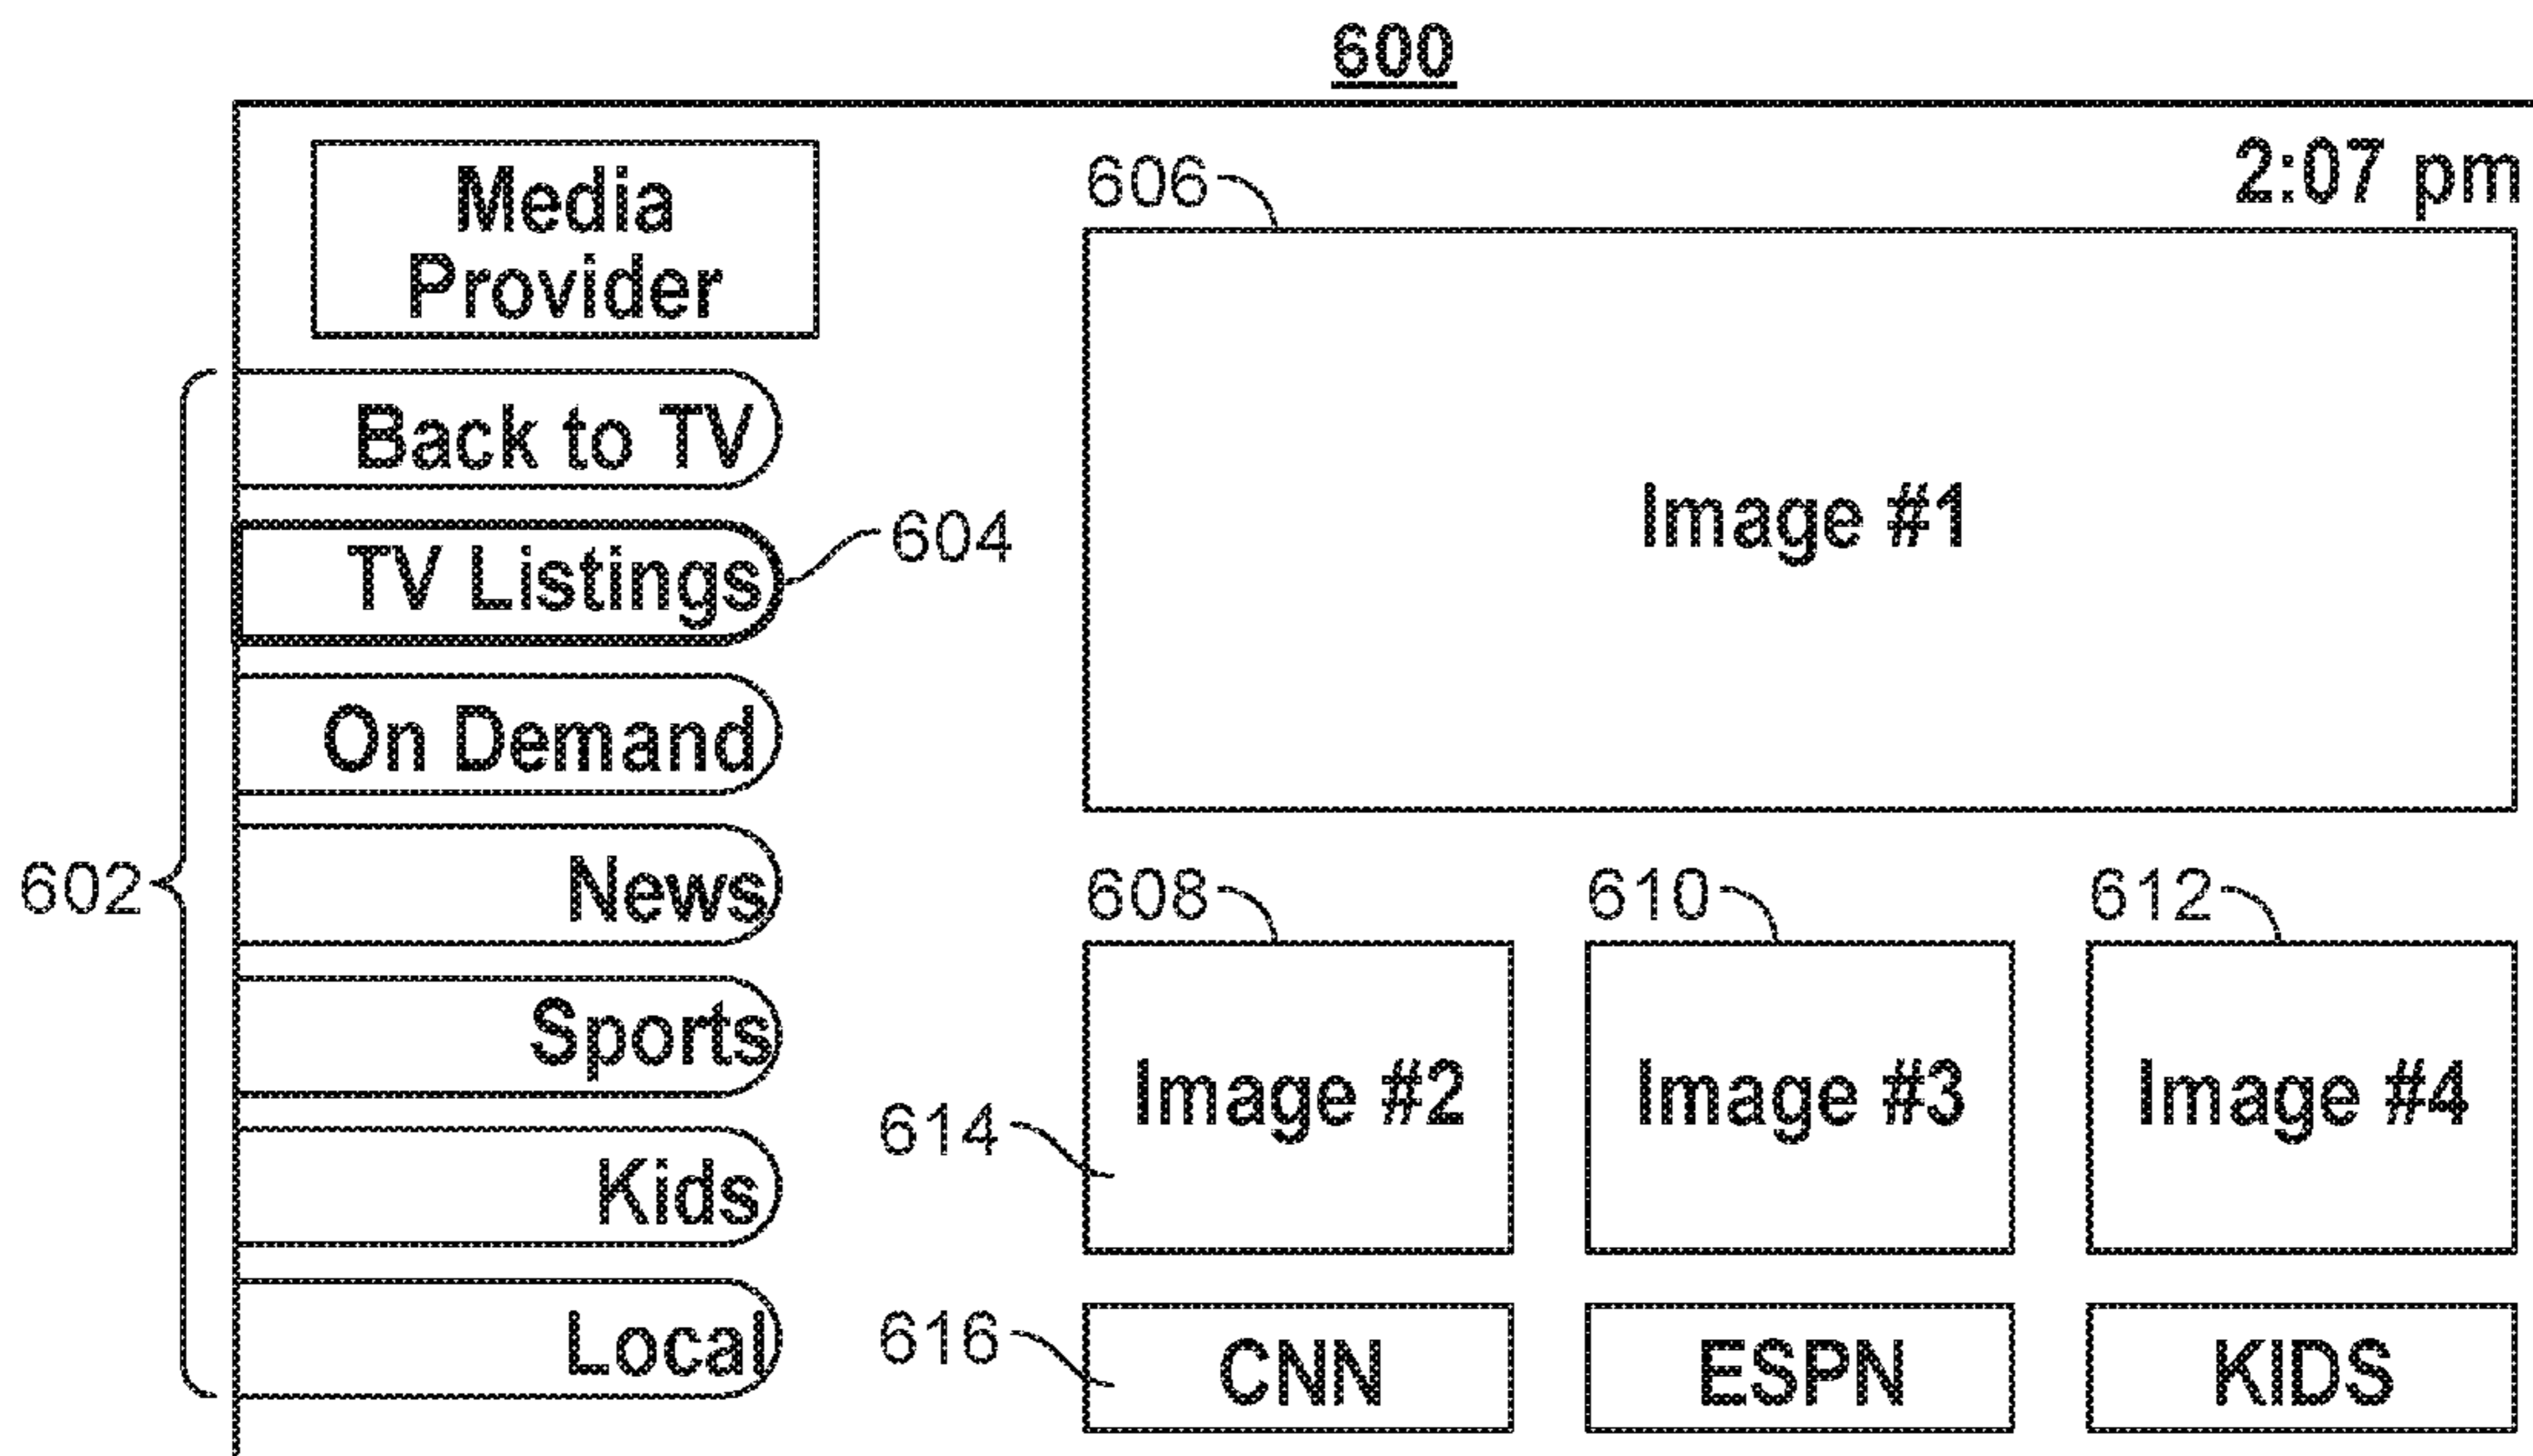 600
Media
Provider
2:07 pm
606
Image #1
Back to TV
TV Listings
604
On Demand
News
602
Sports
Kids
Local
608
610
612
Image #2
Image #3
Image #4
614
616
CNN
ESPN
KIDS